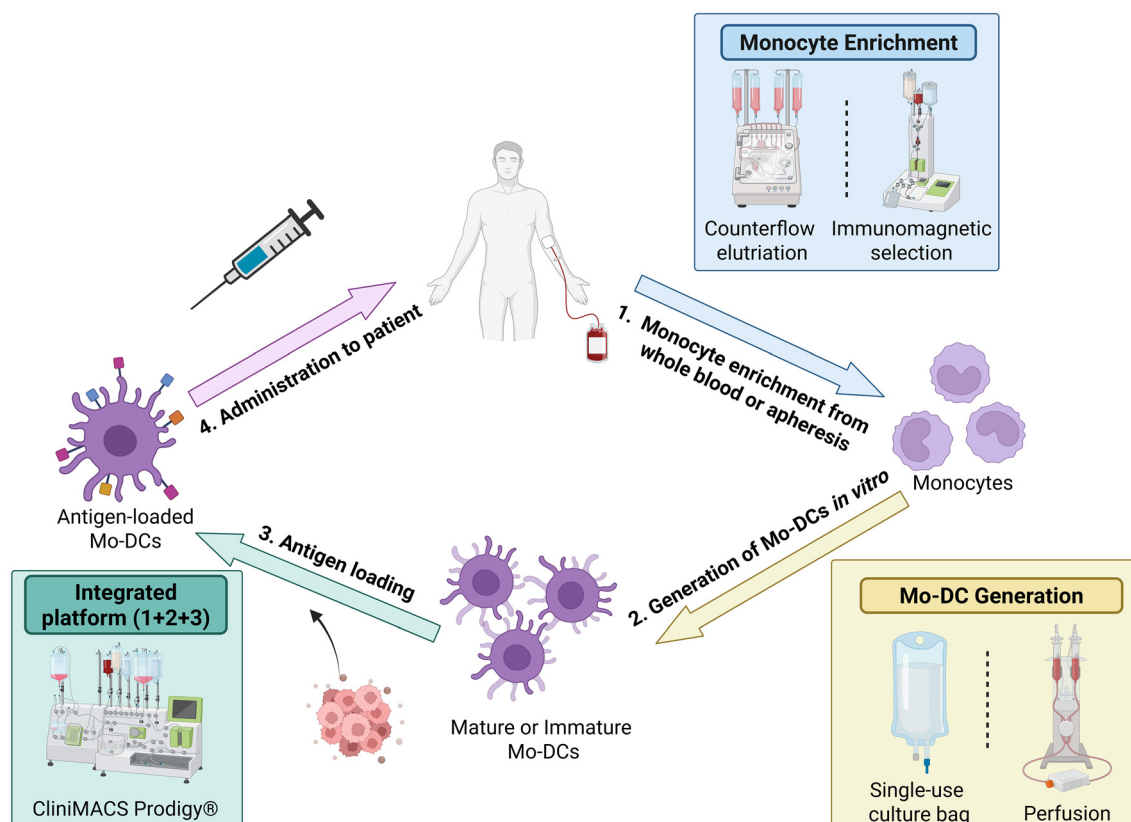 Monocyte Enrichment
Counterflow
elutriation
Immunomagnetic
selection
1. Monocyte enrichment from
whole blood or apheresis
Monocytes
2. Generation of Mo-DCs in vitro
Mo-DC Generation
Single-use
culture bag
Perfusion
Mature or Immature
Mo-DCs
3. Antigen loading
Antigen-loaded
Mo-DCs
4. Administration to patient
Integrated
platform (1+2+3)
CliniMACS Prodigy®